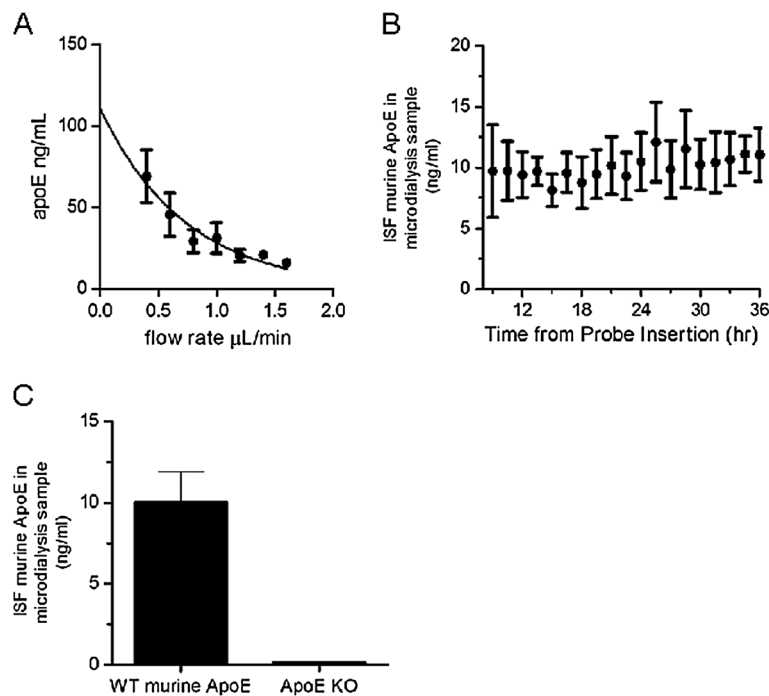 A
150
100
50
0
apoE ng/mL
0.0 0.5 1.0 1.5 2.0
flow rate μL/min
B
20
15
10
5
0
ISF murine ApoE in
microdialysis sample
(ng/ml)
12 18 24 30 36
Time from Probe Insertion (hr)
C
15
10
5
0
ISF murine ApoE in
microdialysis sample
(ng/ml)
WT murine ApoE ApoE KO